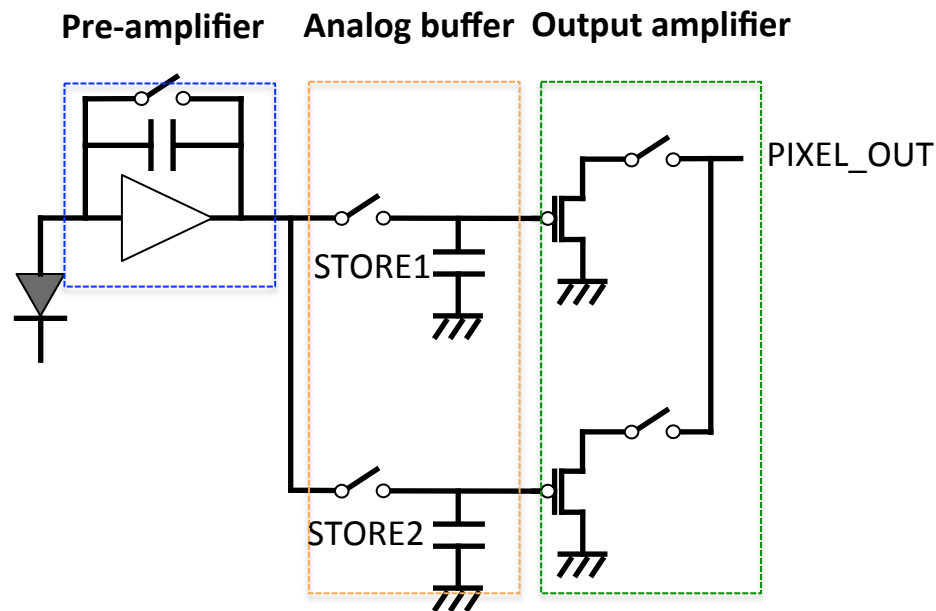 Pre-amplifier Analog buffer Output amplifier
PIXEL_OUT
STORE1
STORE2